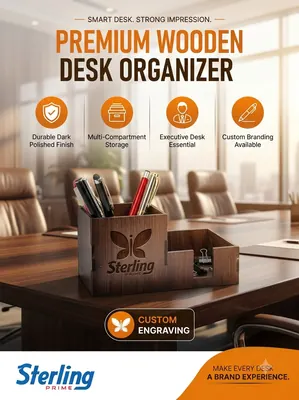 SMART DESK. STRONG IMPRESSION.
PREMIUM WOODEN
DESK ORGANIZER
Durable Dark
Polished Finish
Multi-Compartment
Storage
Executive Desk
Essential
Custom Branding
Available
Sterling
CUSTOM
ENGRAVING
Sterling
PRIME
MAKE EVERY DESK
A BRAND EXPERIENCE.